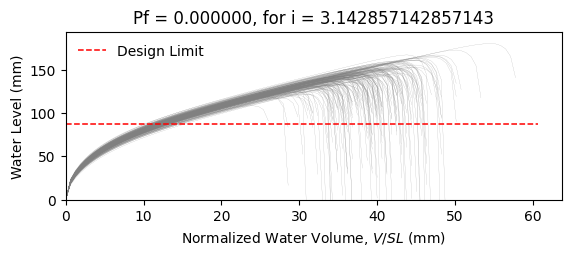 Pf = 0.000000, for i = 3.142857142857143
Design Limit
Water Level (mm)
150
100
50
0
0 10 20 30 40 50 60
Normalized Water Volume, V/SL (mm)